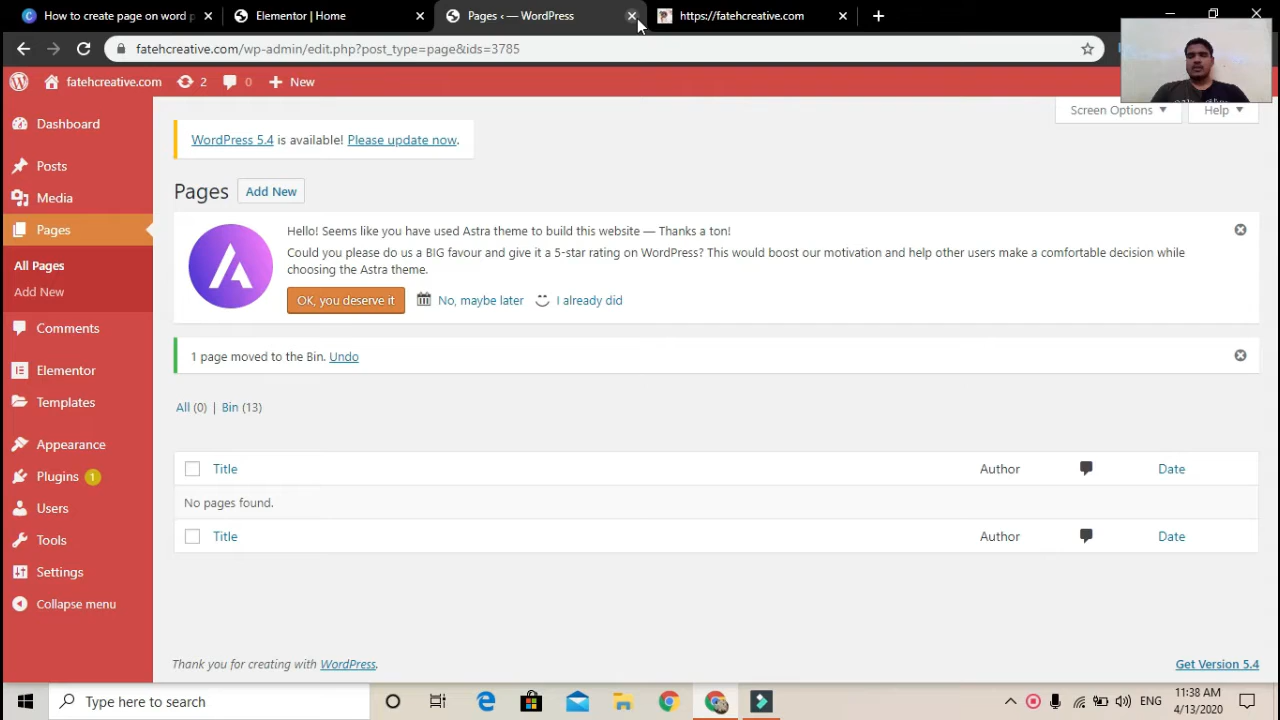 How to create page on word p
Elementor | Home
Pages ‹ — WordPress
https://fatehcreative.com
fatehcreative.com/wp-admin/edit.php?post_type=page&ids=3785
fatehcreative.com
2
0
New
Screen Options
Help
Dashboard
Posts
Media
Pages
All Pages
Add New
Comments
Elementor
Templates
Appearance
Plugins 1
Users
Tools
Settings
Collapse menu
WordPress 5.4 is available! Please update now.
Pages
Add New
Hello! Seems like you have used Astra theme to build this website — Thanks a ton!
Could you please do us a BIG favour and give it a 5-star rating on WordPress? This would boost our motivation and help other users make a comfortable decision while
choosing the Astra theme.
OK, you deserve it
No, maybe later
I already did
1 page moved to the Bin. Undo
All (0) | Bin (13)
Title
Author
Date
No pages found.
Title
Author
Date
Thank you for creating with WordPress.
Get Version 5.4
Type here to search
ENG
11:38 AM
4/13/2020